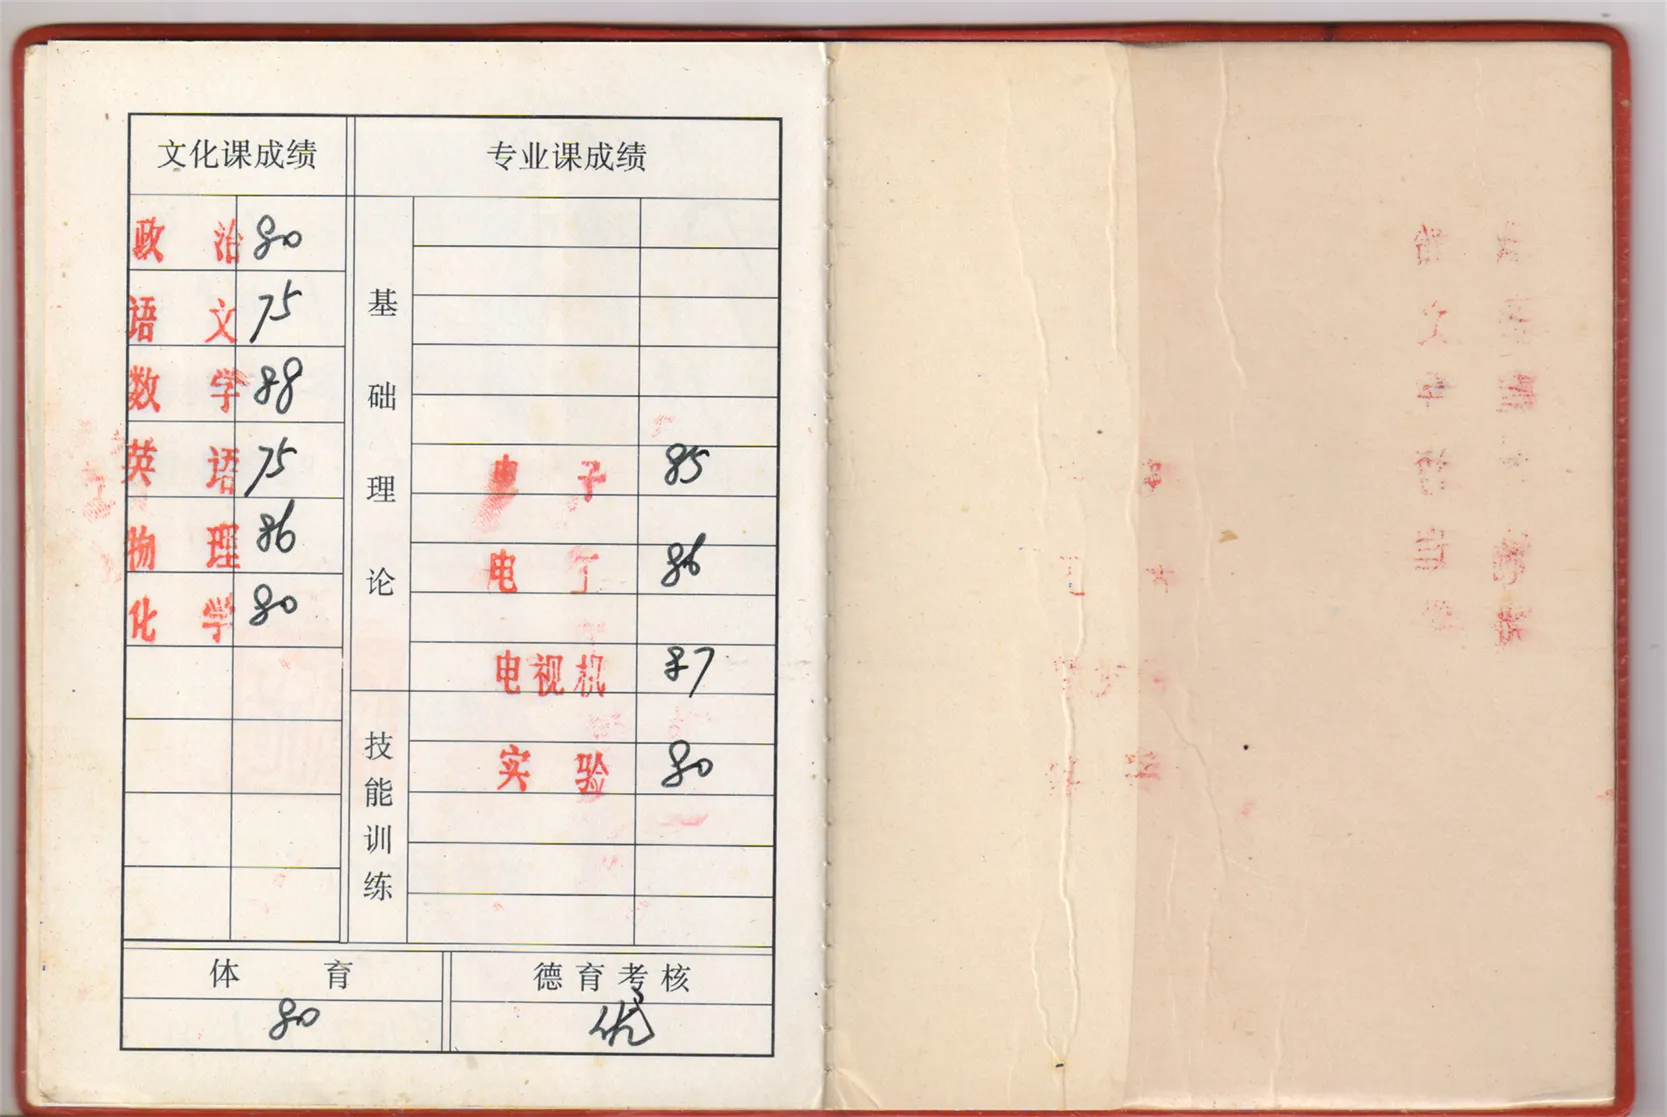 文化课成绩 专业课成绩
政治 80
语文 75
数学 88
英语 75
物理 86
化学 80
基础理论
电子 85
电工 86
电视机 87
技能训练
实验 80
体育 德育考核
80 优